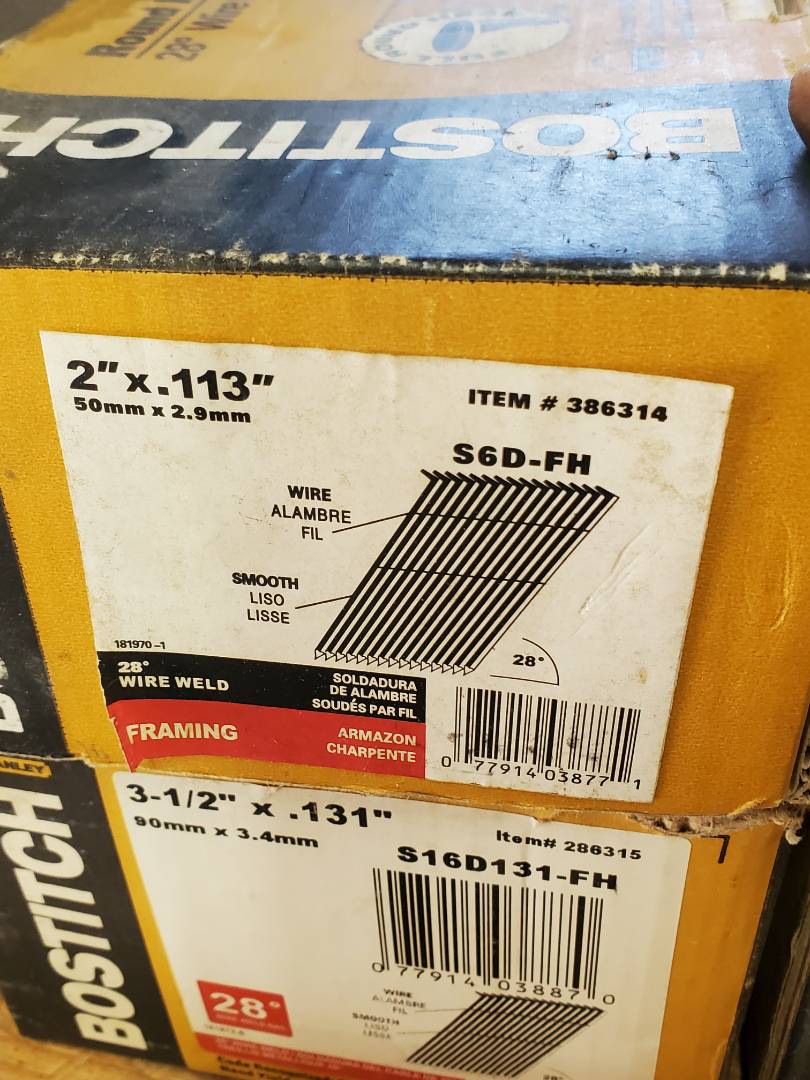 Round
28° Wire
BOSTITCH
2" x .113"
50mm x 2.9mm
ITEM # 386314
S6D-FH
WIRE
ALAMBRE
FIL
SMOOTH
LISO
LISSE
28°
181970-1
28°
WIRE WELD
SOLDADURA
DE ALAMBRE
SOUDÉS PAR FIL
FRAMING
ARMAZON
CHARPENTE
0 77914 03877 1
BOSTITCH
3-1/2" x .131"
90mm x 3.4mm
Item# 286315
S16D131-FH
0 77914 03887 0
28°
WIRE
ALAMBRE
FIL
SMOOTH
LISO
LISSE
28°